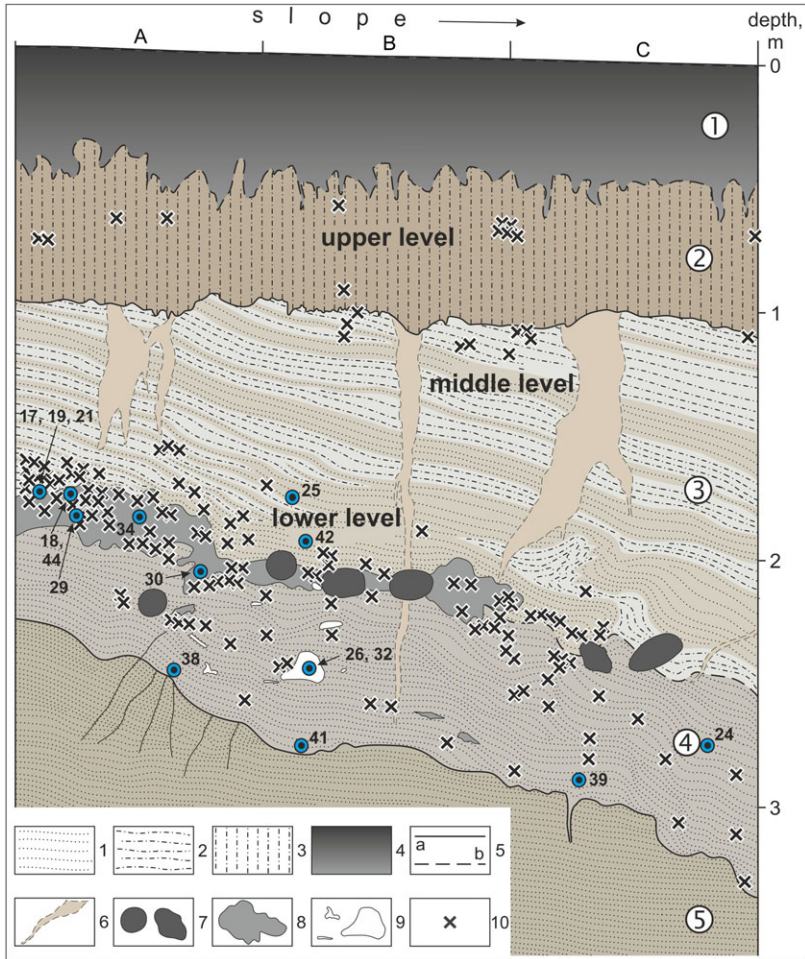 s l o p e
depth, m
A B C
0
①
upper level
②
1
middle level
17, 19, 21
③
25
lower level
34
42
18,
44
29
2
30
38
26, 32
41
④
24
39
3
1 2 3 4 a b 5
6 7 8 9 10
⑤